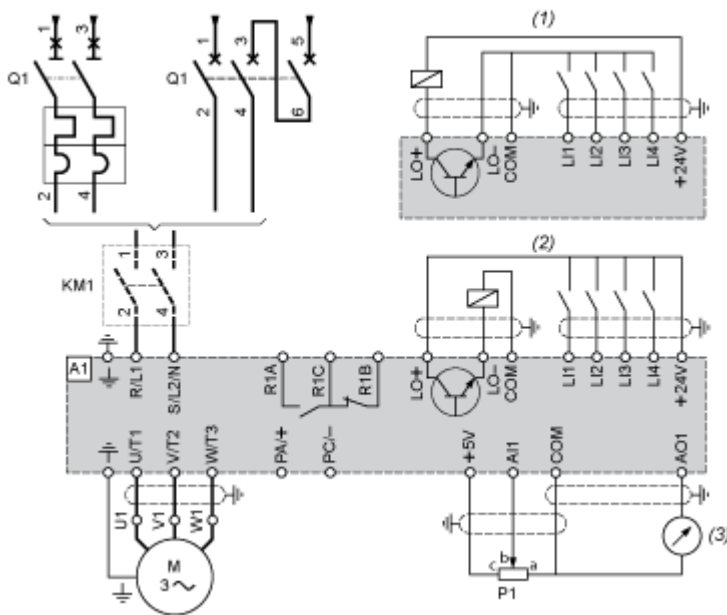 1 3
Q1
2 4
1 3 5
Q1
2 4 6
(1)
LO+ LO- COM LI1 LI2 LI3 LI4 +24V
1 3
KM1
2 4
(2)
A1
R/L1 S/L2/N R1A R1C R1B LO+ LO- COM LI1 LI2 LI3 LI4 +24V
U/T1 V/T2 W/T3 PA/+ PC/– +5V AI1 COM AO1
U1 V1 W1
M
3~
c b a
P1
(3)